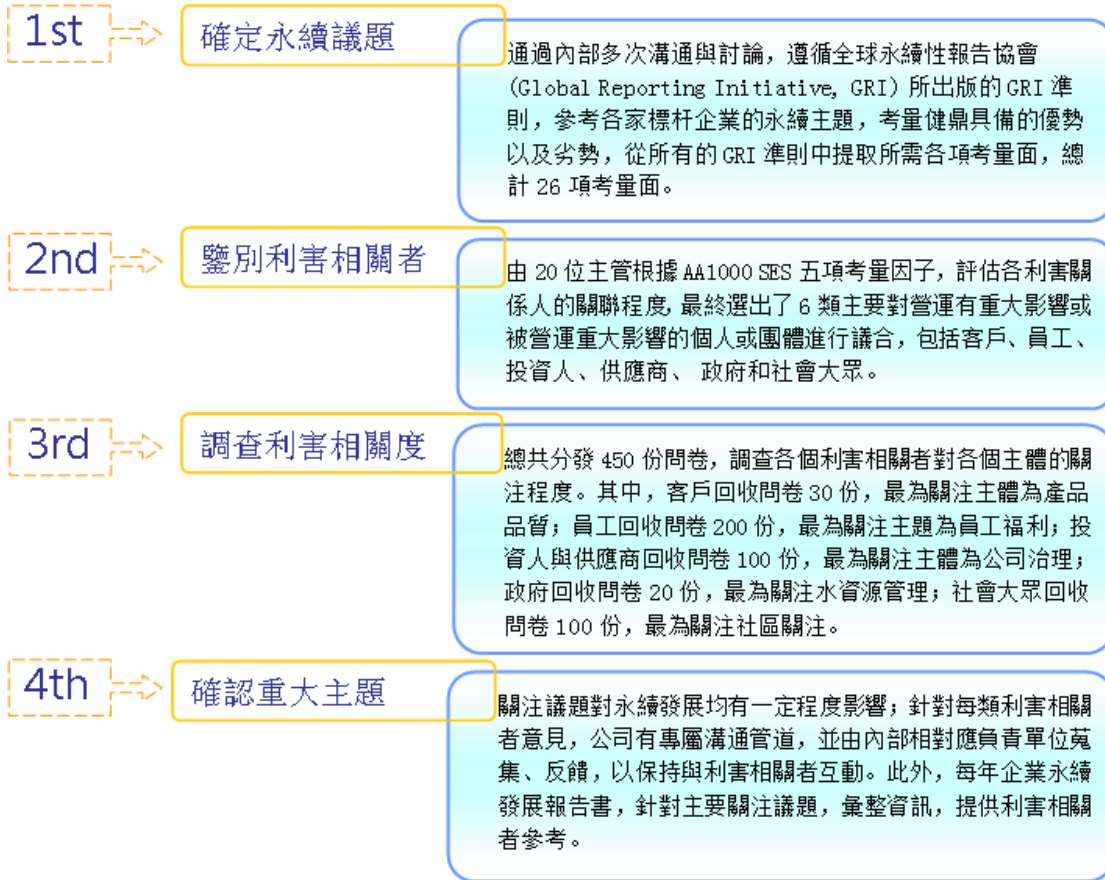 1st
確定永續議題
通過內部多次溝通與討論，遵循全球永續性報告協會
(Global Reporting Initiative, GRI) 所出版的 GRI 準
則，參考各家標杆企業的永續主題，考量健鼎具備的優勢
以及劣勢，從所有的 GRI 準則中提取所需各項考量面，總
計 26 項考量面。
2nd
鑒別利害相關者
由 20 位主管根據 AA1000 SES 五項考量因子，評估各利害關
係人的關聯程度，最終選出了 6 類主要對營運有重大影響或
被營運重大影響的個人或團體進行議合，包括客戶、員工、
投資人、供應商、 政府和社會大眾。
3rd
調查利害相關度
總共分發 450 份問卷，調查各個利害相關者對各個主體的關
注程度。其中，客戶回收問卷 30 份，最為關注主體為產品
品質；員工回收問卷 200 份，最為關注主題為員工福利；投
資人與供應商回收問卷 100 份，最為關注主體為公司治理；
政府回收問卷 20 份，最為關注水資源管理；社會大眾回收
問卷 100 份，最為關注社區關注。
4th
確認重大主題
關注議題對永續發展均有一定程度影響；針對每類利害相關
者意見，公司有專屬溝通管道，並由內部相對應負責單位蒐
集、反饋，以保持與利害相關者互動。此外，每年企業永續
發展報告書，針對主要關注議題，彙整資訊，提供利害相關
者參考。